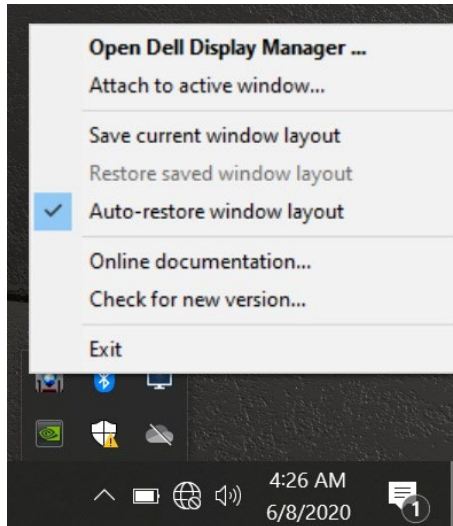 Open Dell Display Manager ...
Attach to active window...
Save current window layout
Restore saved window layout
Auto-restore window layout
Online documentation...
Check for new version...
Exit
4:26 AM
6/8/2020
1